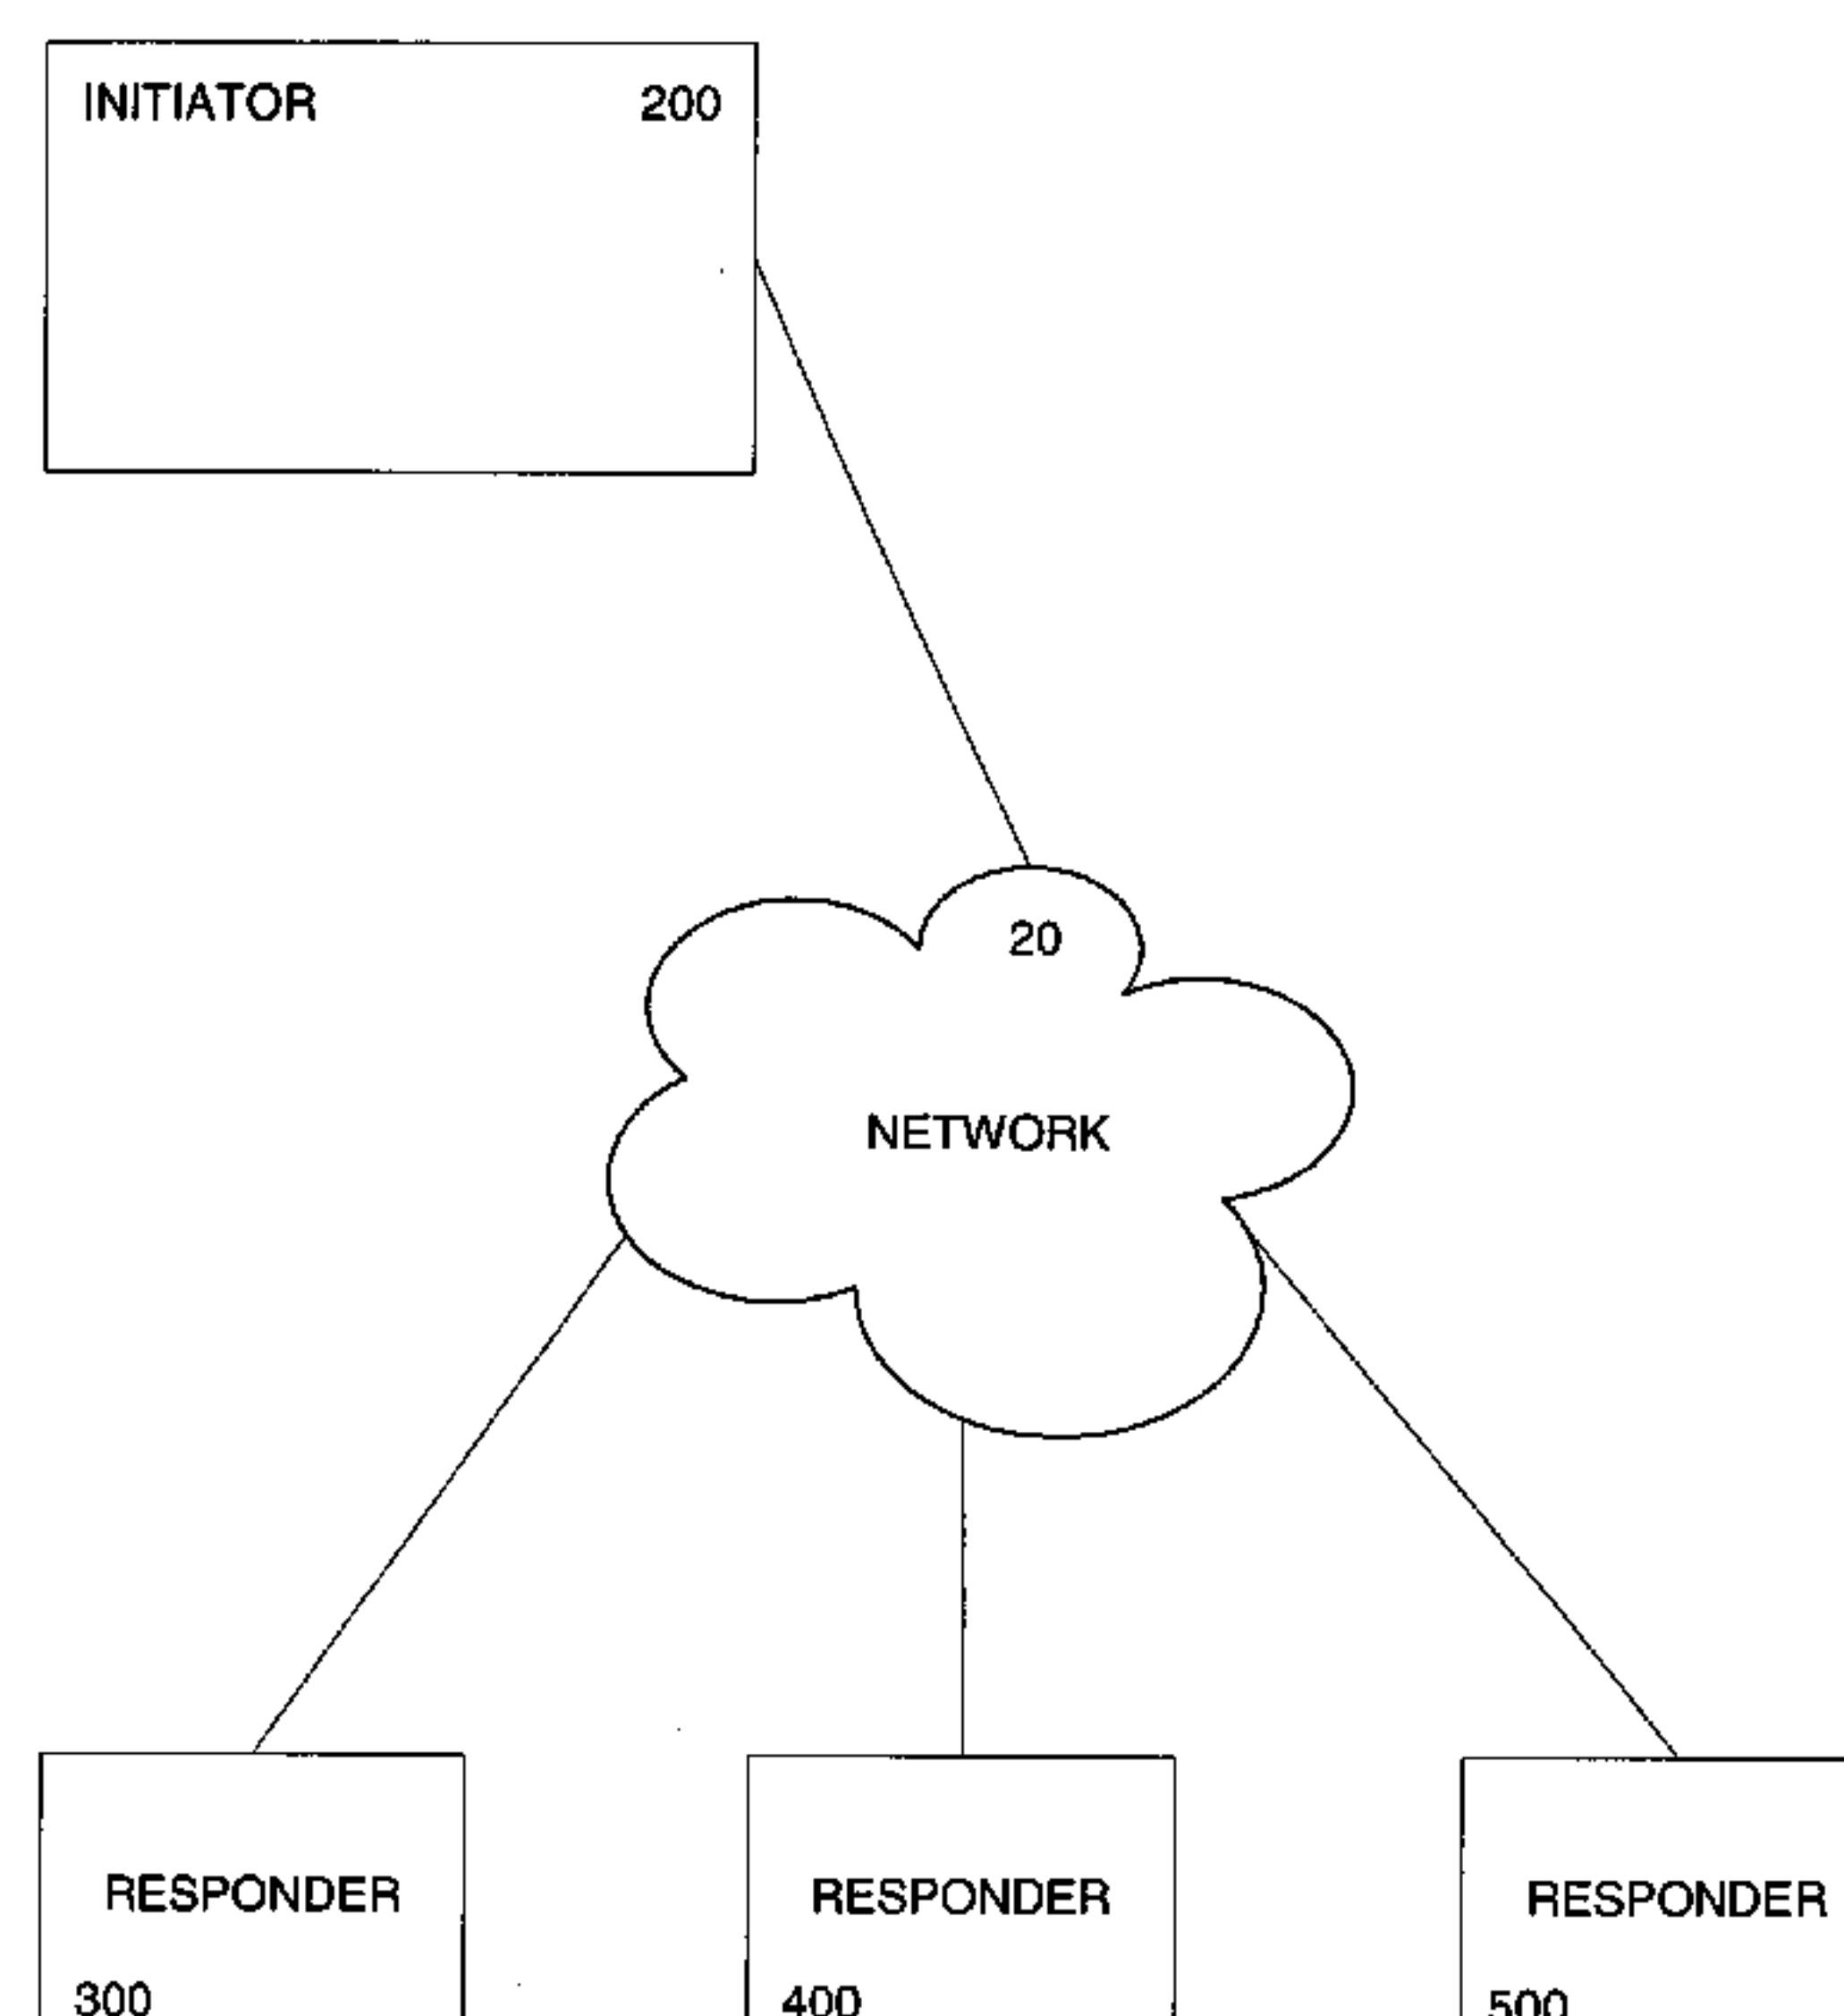 INITIATOR 200
20
NETWORK
RESPONDER RESPONDER RESPONDER
300 400 500